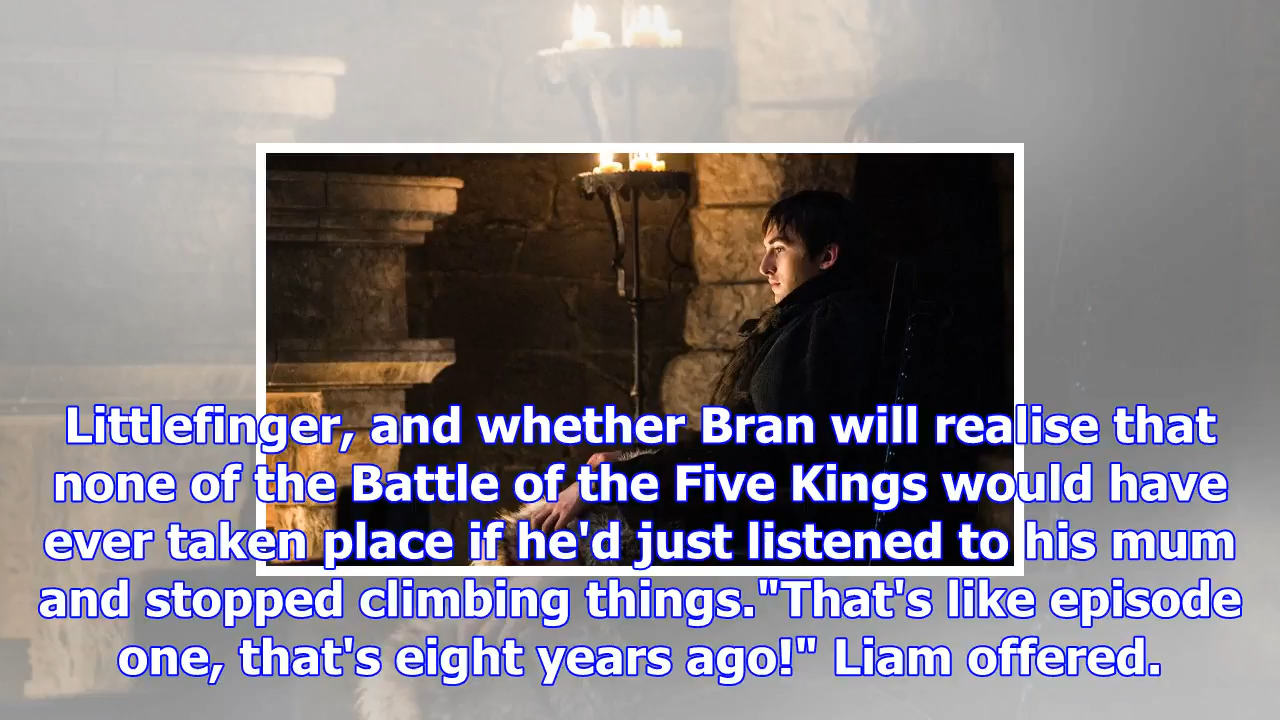 Littlefinger, and whether Bran will realise that
none of the Battle of the Five Kings would have
ever taken place if he'd just listened to his mum
and stopped climbing things."That's like episode
one, that's eight years ago!" Liam offered.